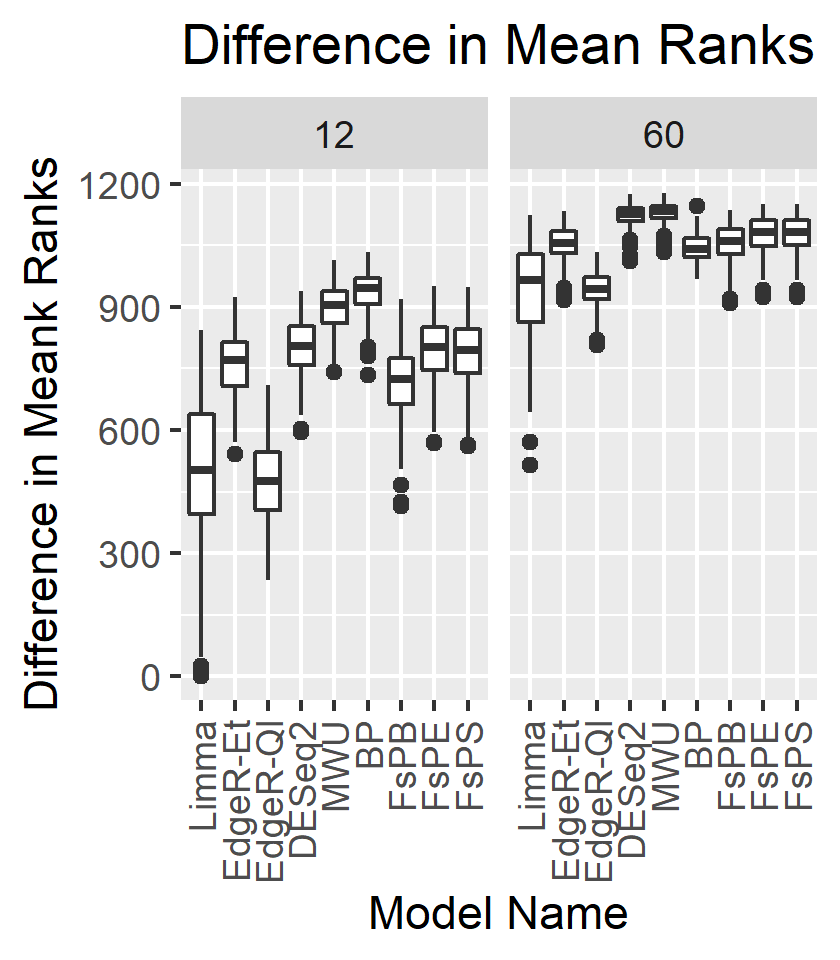 Difference in Mean Ranks
12
60
Difference in Meank Ranks
1200
900
600
300
0
Limma
EdgeR-Et
EdgeR-Ql
DESeq2
MWU
BP
FsPB
FsPE
FsPS
Limma
EdgeR-Et
EdgeR-Ql
DESeq2
MWU
BP
FsPB
FsPE
FsPS
Model Name